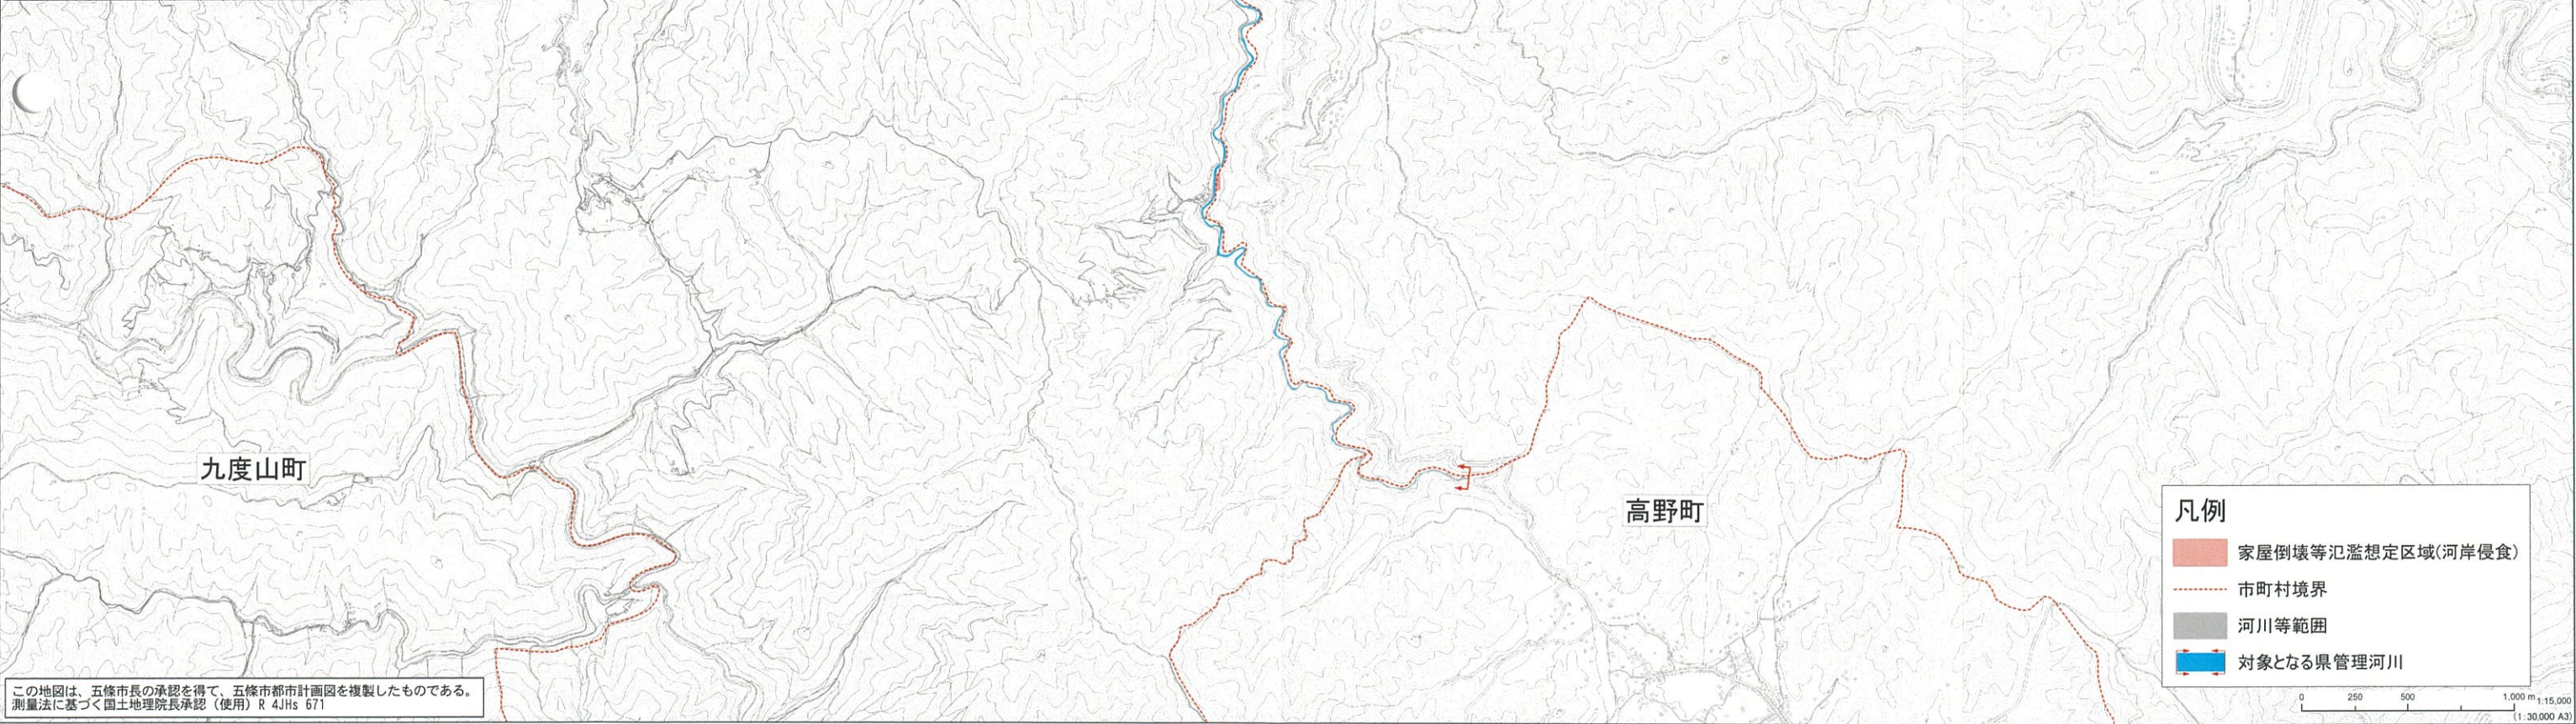 九度山町
高野町
凡例
家屋倒壊等氾濫想定区域(河岸侵食)
市町村境界
河川等範囲
対象となる県管理河川
この地図は、五條市長の承認を得て、五條市都市計画図を複製したものである。
測量法に基づく国土地理院長承認（使用）R 4JHs 671
0 250 500 1,000 m
1:15,000
(1:30,000 A3)